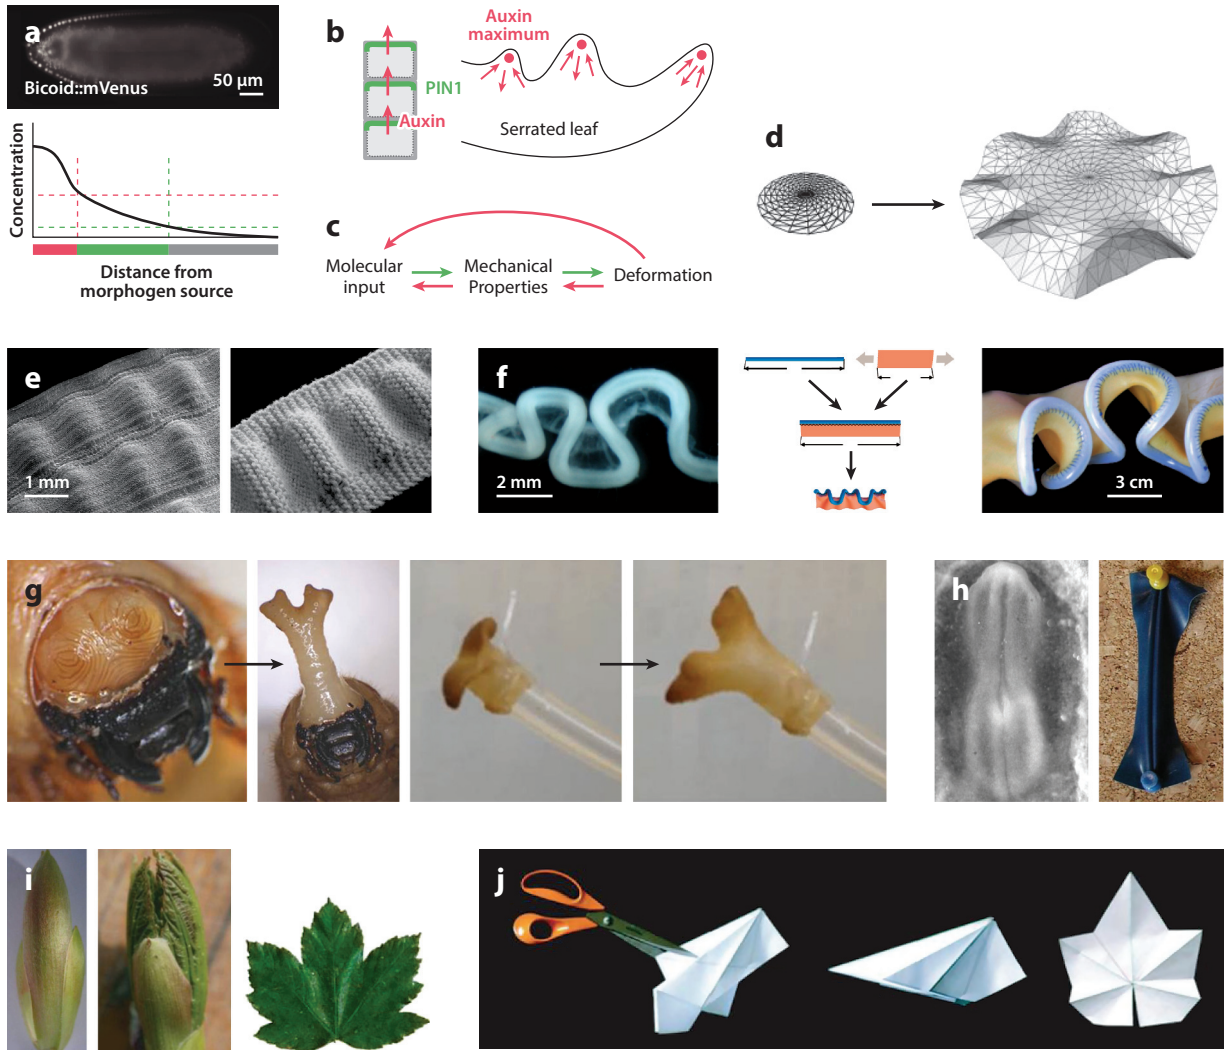 a
Bicoid::mVenus
50 µm
Concentration
Distance from
morphogen source
b
PIN1
Auxin
Auxin
maximum
Serrated leaf
c
Molecular
input
Mechanical
Properties
Deformation
d
e
1 mm
f
2 mm
3 cm
g
h
i
j